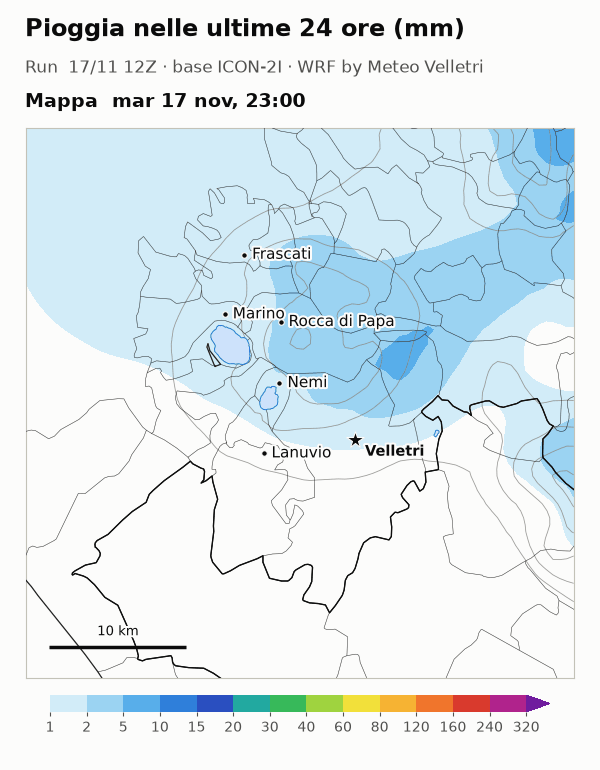 Pioggia nelle ultime 24 ore (mm)
Run 17/11 12Z · base ICON-2I · WRF by Meteo Velletri
Mappa mar 17 nov, 23:00
Frascati
Marino
Rocca di Papa
Nemi
Velletri
Lanuvio
10 km
1 2 5 10 15 20 30 40 60 80 120 160 240 320